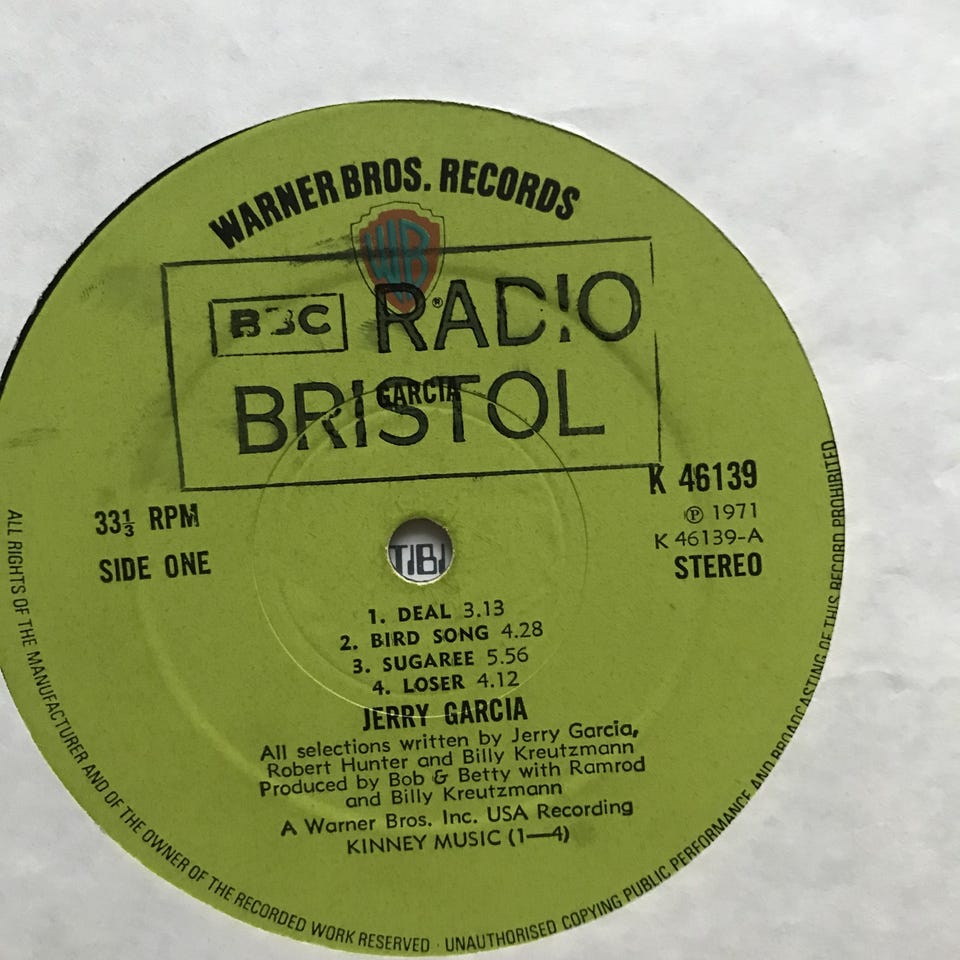 WARNER BROS. RECORDS
WB
®
BBC RADIO
BRISTOL
GARCIA
K 46139
33⅓ RPM
℗ 1971
K 46139-A
SIDE ONE
STEREO
1. DEAL 3.13
2. BIRD SONG 4.28
3. SUGAREE 5.56
4. LOSER 4.12
JERRY GARCIA
All selections written by Jerry Garcia,
Robert Hunter and Billy Kreutzmann
Produced by Bob & Betty with Ramrod
and Billy Kreutzmann
A Warner Bros. Inc. USA Recording
KINNEY MUSIC (1—4)
ALL RIGHTS OF THE MANUFACTURER AND OF THE OWNER OF THE RECORDED WORK RESERVED · UNAUTHORISED COPYING PUBLIC PERFORMANCE AND BROADCASTING OF THIS RECORD PROHIBITED